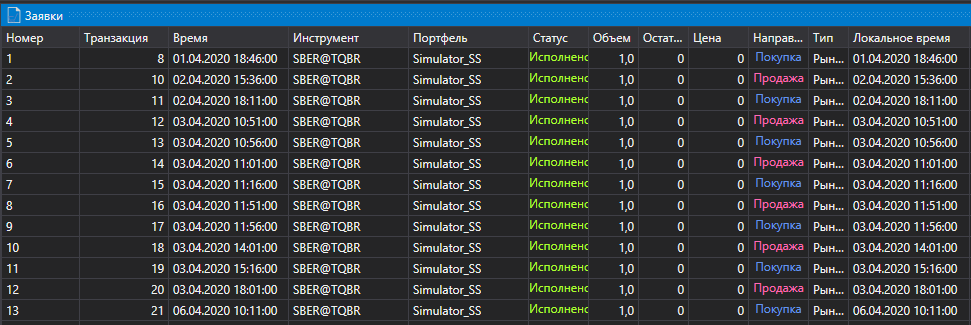 Заявки
Номер Транзакция Время Инструмент Портфель Статус Объем Остат... Цена Направ... Тип Локальное время
1 8 01.04.2020 18:46:00 SBER@TQBR Simulator_SS Исполнено 1,0 0 0 Покупка Рын... 01.04.2020 18:46:00
2 10 02.04.2020 15:36:00 SBER@TQBR Simulator_SS Исполнено 1,0 0 0 Продажа Рын... 02.04.2020 15:36:00
3 11 02.04.2020 18:11:00 SBER@TQBR Simulator_SS Исполнено 1,0 0 0 Покупка Рын... 02.04.2020 18:11:00
4 12 03.04.2020 10:51:00 SBER@TQBR Simulator_SS Исполнено 1,0 0 0 Продажа Рын... 03.04.2020 10:51:00
5 13 03.04.2020 10:56:00 SBER@TQBR Simulator_SS Исполнено 1,0 0 0 Покупка Рын... 03.04.2020 10:56:00
6 14 03.04.2020 11:01:00 SBER@TQBR Simulator_SS Исполнено 1,0 0 0 Продажа Рын... 03.04.2020 11:01:00
7 15 03.04.2020 11:16:00 SBER@TQBR Simulator_SS Исполнено 1,0 0 0 Покупка Рын... 03.04.2020 11:16:00
8 16 03.04.2020 11:51:00 SBER@TQBR Simulator_SS Исполнено 1,0 0 0 Продажа Рын... 03.04.2020 11:51:00
9 17 03.04.2020 11:56:00 SBER@TQBR Simulator_SS Исполнено 1,0 0 0 Покупка Рын... 03.04.2020 11:56:00
10 18 03.04.2020 14:01:00 SBER@TQBR Simulator_SS Исполнено 1,0 0 0 Продажа Рын... 03.04.2020 14:01:00
11 19 03.04.2020 15:16:00 SBER@TQBR Simulator_SS Исполнено 1,0 0 0 Покупка Рын... 03.04.2020 15:16:00
12 20 03.04.2020 18:01:00 SBER@TQBR Simulator_SS Исполнено 1,0 0 0 Продажа Рын... 03.04.2020 18:01:00
13 21 06.04.2020 10:11:00 SBER@TQBR Simulator_SS Исполнено 1,0 0 0 Покупка Рын... 06.04.2020 10:11:00